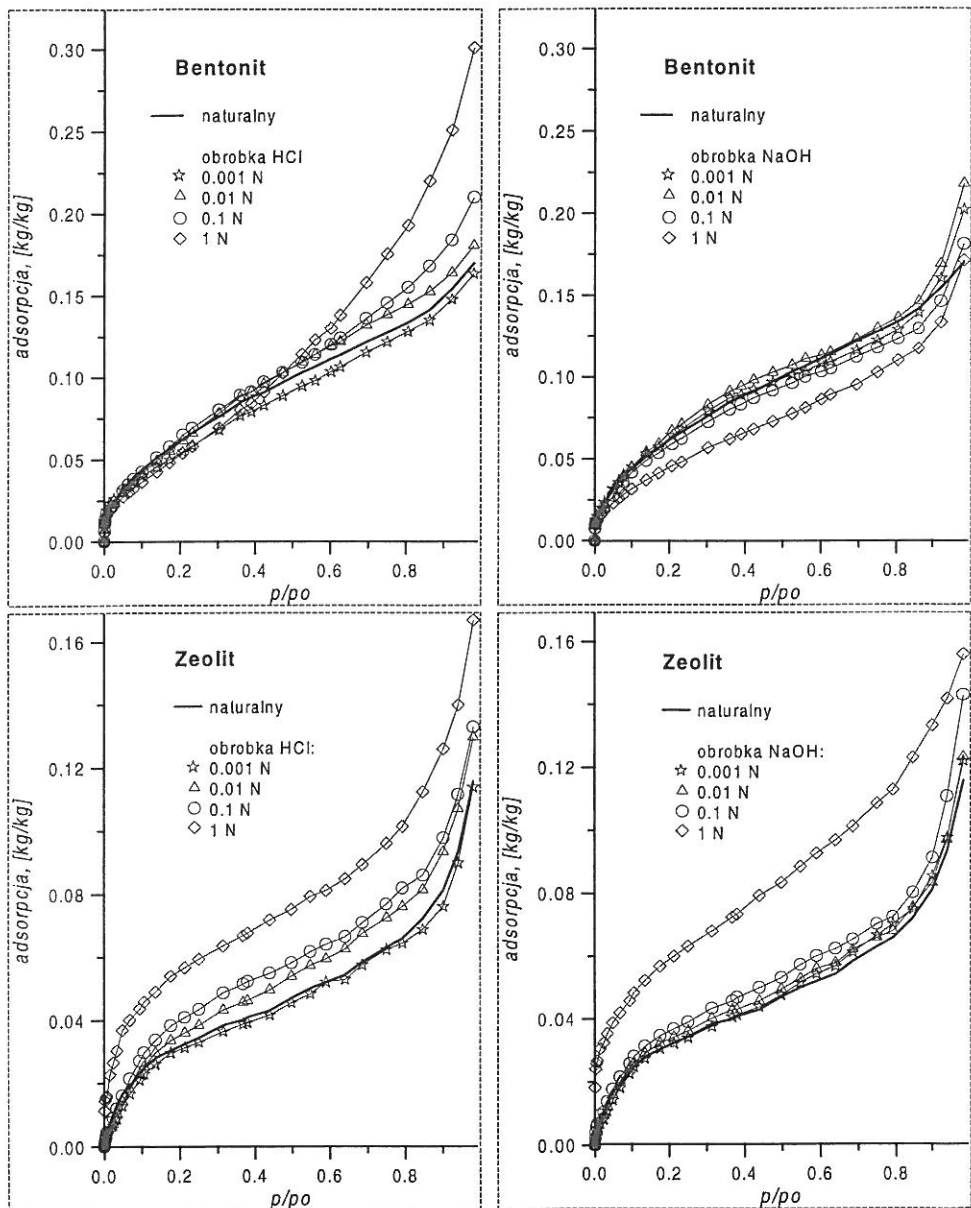 Bentonit
naturalny
obrobka HCl
0.001 N
0.01 N
0.1 N
1 N
adsorpcja, [kg/kg]
0.30
0.25
0.20
0.15
0.10
0.05
0.00
0.0 0.2 0.4 0.6 0.8
p/po
Bentonit
naturalny
obrobka NaOH
0.001 N
0.01 N
0.1 N
1 N
adsorpcja, [kg/kg]
0.30
0.25
0.20
0.15
0.10
0.05
0.00
0.0 0.2 0.4 0.6 0.8
p/po
Zeolit
naturalny
obrobka HCl:
0.001 N
0.01 N
0.1 N
1 N
adsorpcja, [kg/kg]
0.16
0.12
0.08
0.04
0.00
0.0 0.2 0.4 0.6 0.8
p/po
Zeolit
naturalny
obrobka NaOH:
0.001 N
0.01 N
0.1 N
1 N
adsorpcja, [kg/kg]
0.16
0.12
0.08
0.04
0.00
0.0 0.2 0.4 0.6 0.8
p/po